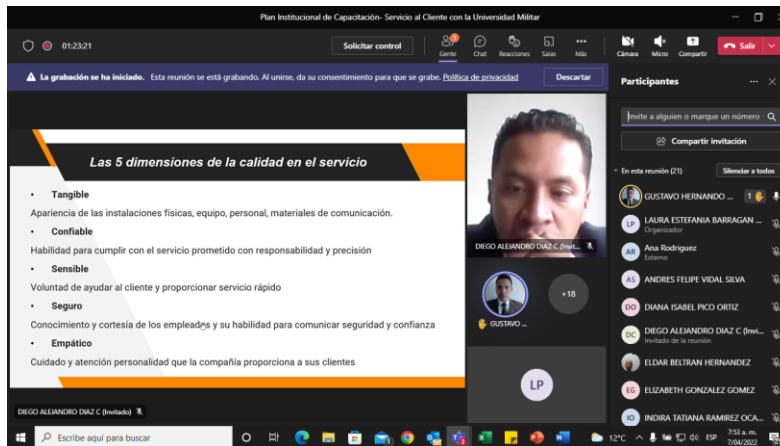 Plan Institucional de Capacitación- Servicio al Cliente con la Universidad Militar
01:23:21
Solicitar control
Gente
Chat
Reacciones
Salas
Más
Cámara
Micro
Compartir
Salir
La grabación se ha iniciado. Esta reunión se está grabando. Al unirse, da su consentimiento para que se grabe. Política de privacidad
Descartar
Las 5 dimensiones de la calidad en el servicio
• Tangible
Apariencia de las instalaciones físicas, equipo, personal, materiales de comunicación.
• Confiable
Habilidad para cumplir con el servicio prometido con responsabilidad y precisión
• Sensible
Voluntad de ayudar al cliente y proporcionar servicio rápido
• Seguro
Conocimiento y cortesía de los empleados y su habilidad para comunicar seguridad y confianza
• Empático
Cuidado y atención personalidad que la compañía proporciona a sus clientes
DIEGO ALEJANDRO DIAZ C (Invitado)
DIEGO ALEJANDRO DIAZ C (Invit...
GUSTAVO ...
+18
LP
Participantes
Invite a alguien o marque un número
Compartir invitación
En esta reunión (21)
Silenciar a todos
GUSTAVO HERNANDO ... 1
LP LAURA ESTEFANIA BARRAGAN ...
Organizador
AR Ana Rodriguez
Externo
AS ANDRES FELIPE VIDAL SILVA
DO DIANA ISABEL PICO ORTIZ
DC DIEGO ALEJANDRO DIAZ C (Invi...
Invitado de la reunión
ELDAR BELTRAN HERNANDEZ
EG ELIZABETH GONZALEZ GOMEZ
IO INDIRA TATIANA RAMIREZ OCA...
Escribe aquí para buscar
12°C
ESP
7:53 a. m.
7/04/2022